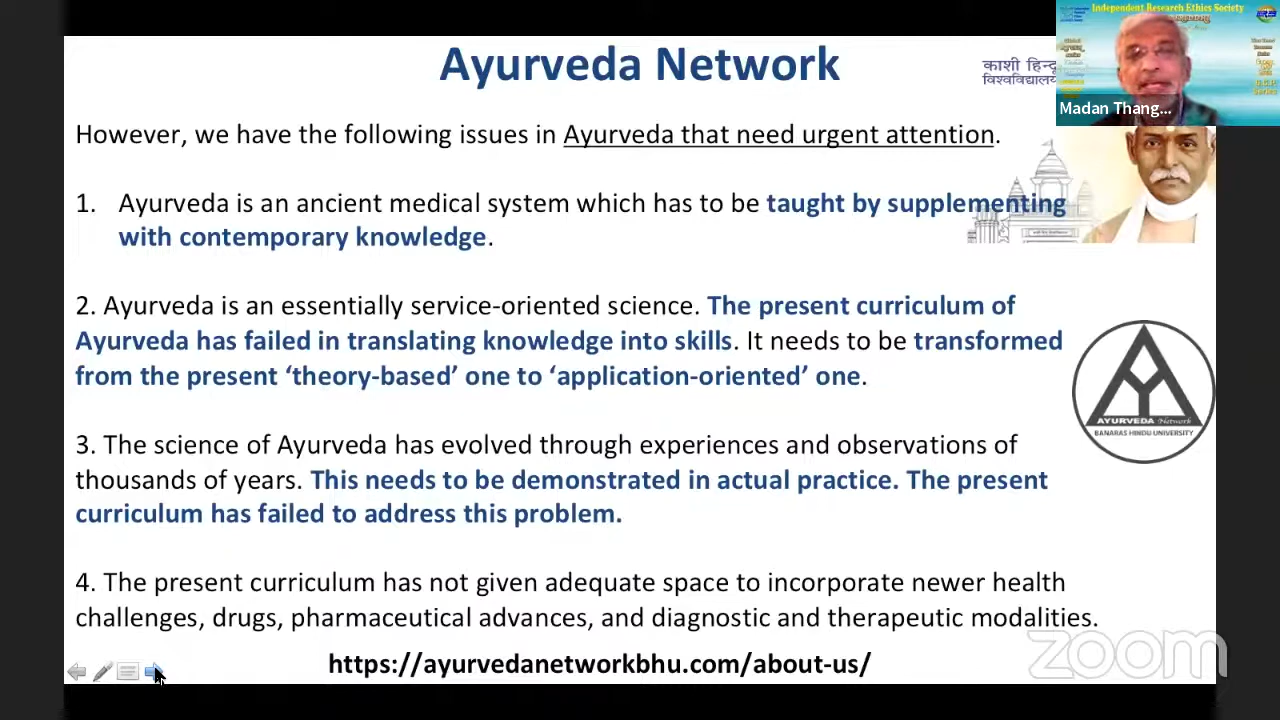 Ayurveda Network
काशी हिन्दू
विश्वविद्यालय
Independent Research Ethics Society
Madan Thang...
However, we have the following issues in Ayurveda that need urgent attention.
1. Ayurveda is an ancient medical system which has to be taught by supplementing
with contemporary knowledge.
2. Ayurveda is an essentially service-oriented science. The present curriculum of
Ayurveda has failed in translating knowledge into skills. It needs to be transformed
from the present ‘theory-based’ one to ‘application-oriented’ one.
AYURVEDA Network
BANARAS HINDU UNIVERSITY
3. The science of Ayurveda has evolved through experiences and observations of
thousands of years. This needs to be demonstrated in actual practice. The present
curriculum has failed to address this problem.
4. The present curriculum has not given adequate space to incorporate newer health
challenges, drugs, pharmaceutical advances, and diagnostic and therapeutic modalities.
zoom
https://ayurvedanetworkbhu.com/about-us/